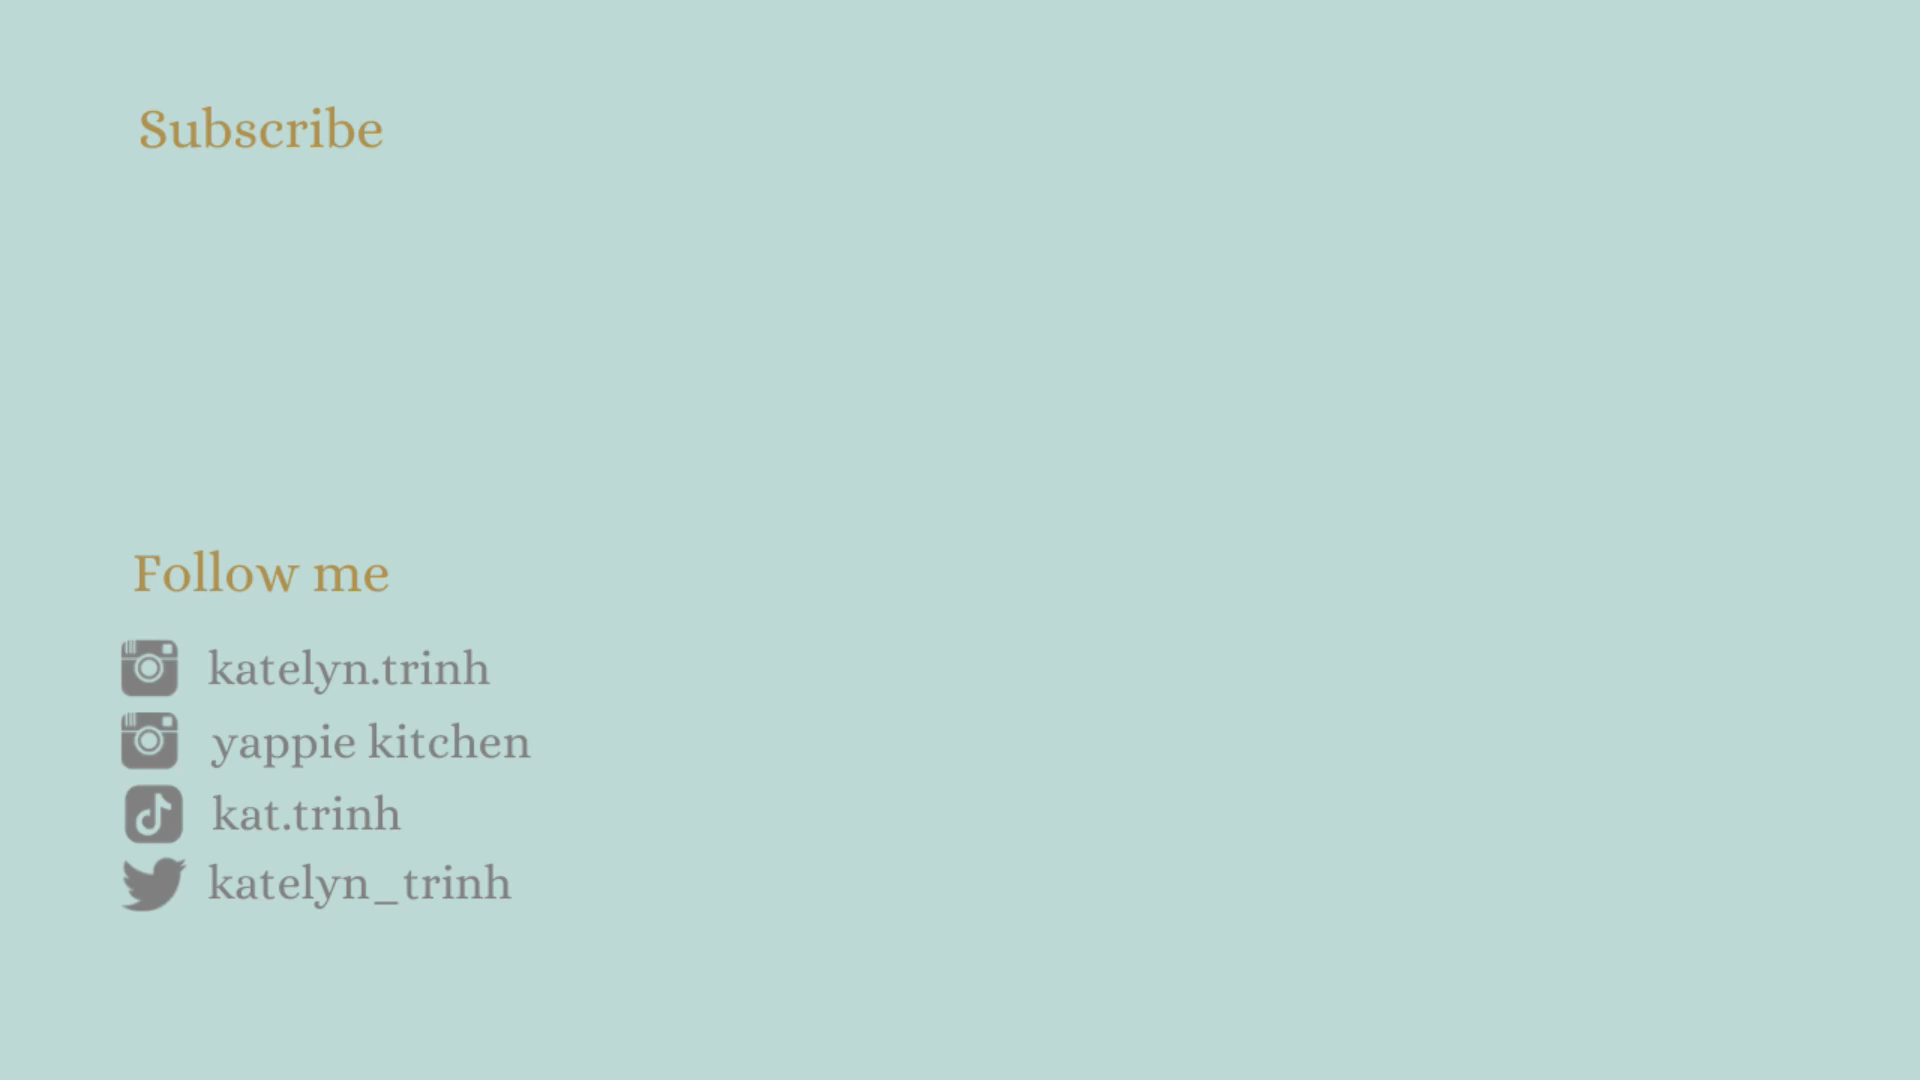 Subscribe
Follow me
katelyn.trinh
yappie kitchen
kat.trinh
katelyn_trinh